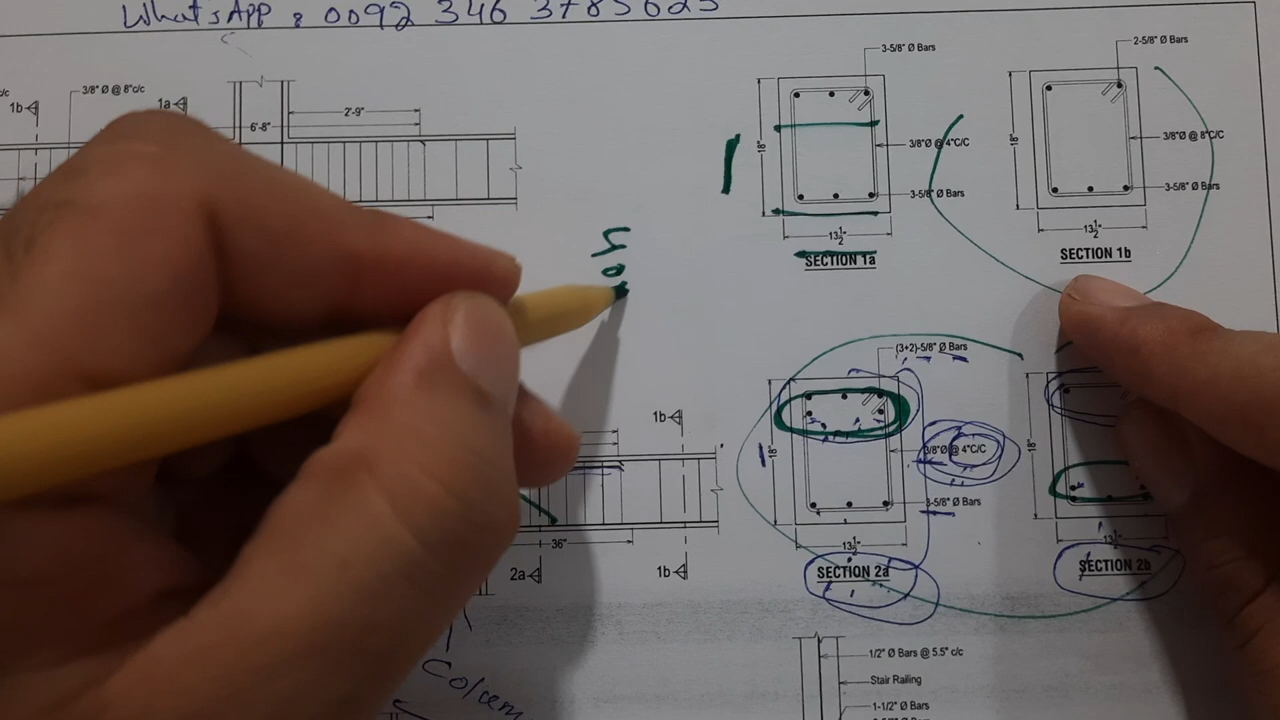 WhatsApp : 0092 346 3785625
3-5/8" Ø Bars
2-5/8" Ø Bars
3/8" Ø @ 8"c/c
1b
1a
2'-9"
6'-8"
18"
3/8"Ø @ 4"C/C
3-5/8" Ø Bars
13½"
SECTION 1a
18"
3/8"Ø @ 8"C/C
3-5/8" Ø Bars
13½"
SECTION 1b
(3+2)-5/8" Ø Bars
18"
3/8"Ø @ 4"C/C
3-5/8" Ø Bars
13½"
SECTION 2a
18"
SECTION 2b
1b
36"
2a
1b
1/2" Ø Bars @ 5.5" c/c
Stair Railing
1-1/2" Ø Bars
Column